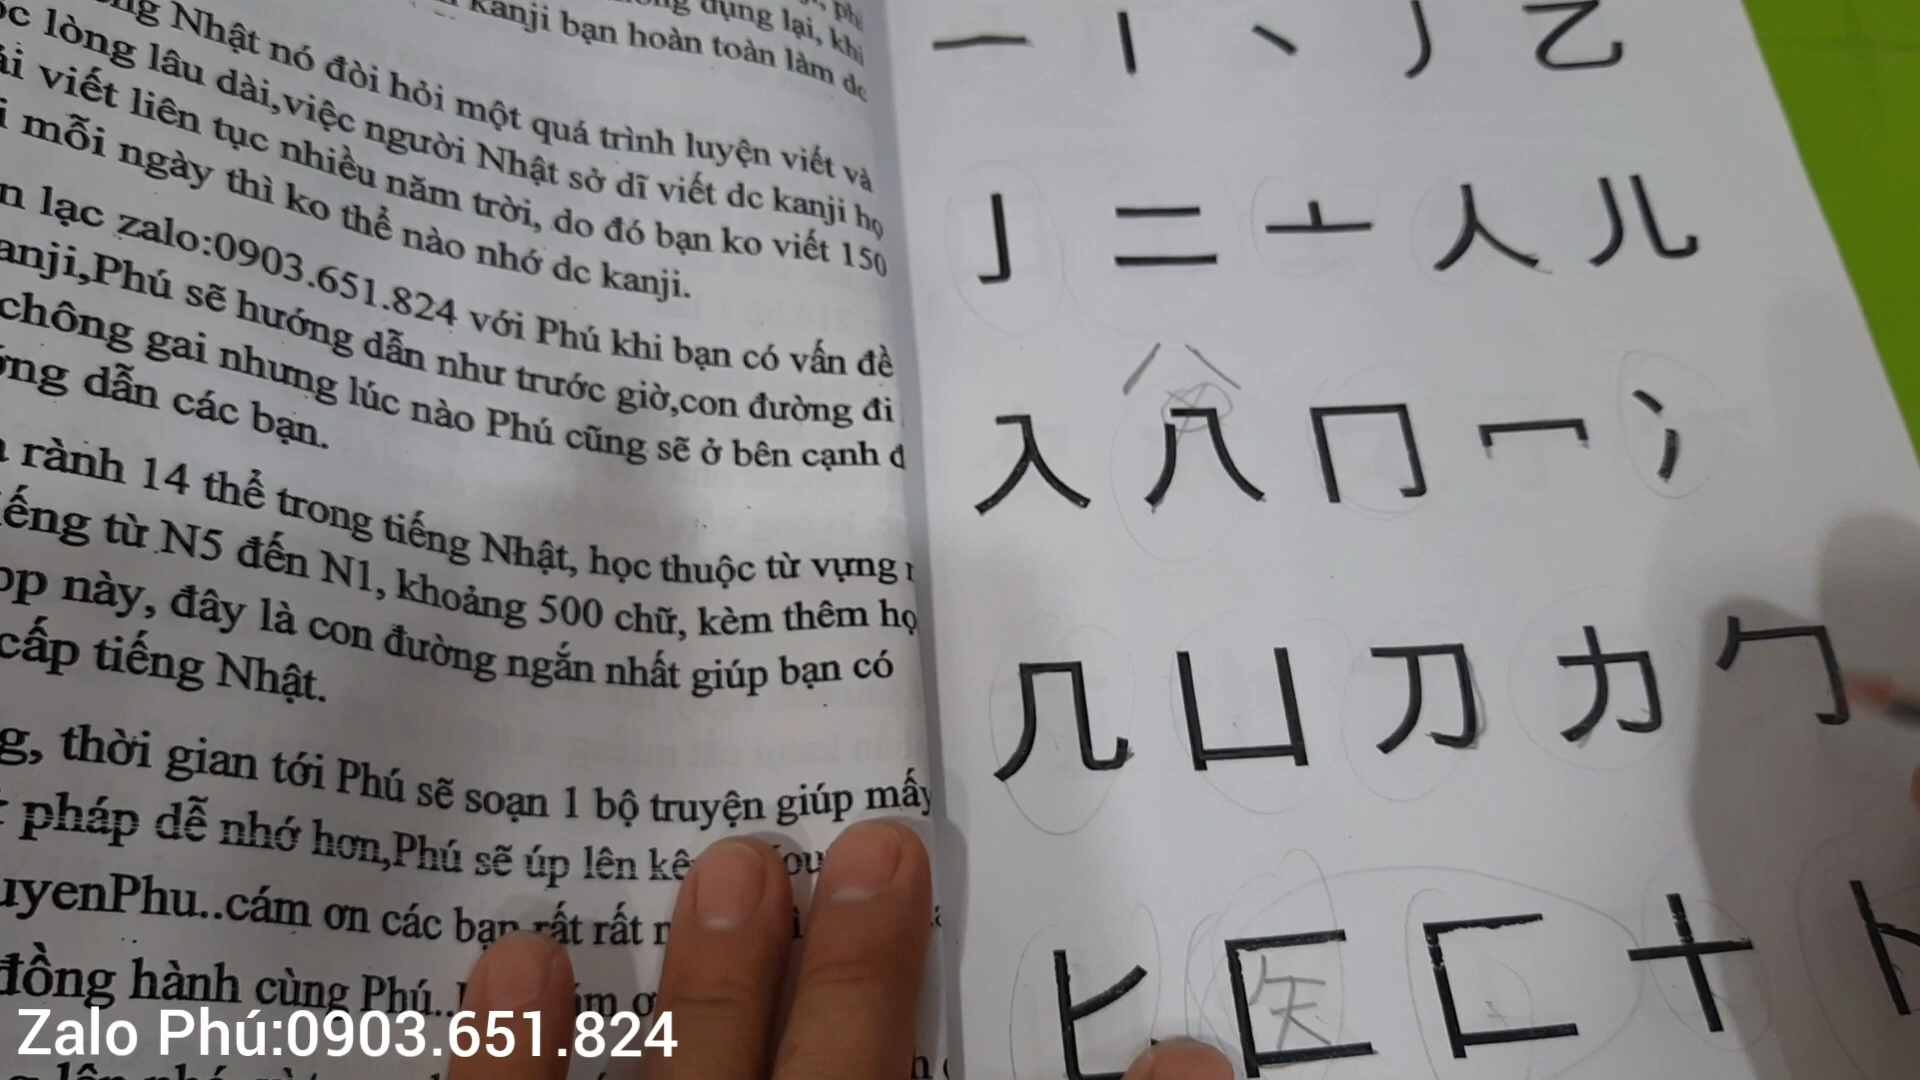 ng Nhật nó đòi hỏi một quá trình luyện viết và
lòng lâu dài,việc người Nhật sở dĩ viết dc kanji họ
viết liên tục nhiều năm trời, do đó bạn ko viết 150
mỗi ngày thì ko thể nào nhớ dc kanji.
lạc zalo:0903.651.824 với Phú khi bạn có vấn đề
anji,Phú sẽ hướng dẫn như trước giờ,con đường đi
chông gai nhưng lúc nào Phú cũng sẽ ở bên cạnh
dẫn các bạn.
rành 14 thể trong tiếng Nhật, học thuộc từ vựng
từ N5 đến N1, khoảng 500 chữ, kèm thêm họ
này, đây là con đường ngắn nhất giúp bạn có
cấp tiếng Nhật.
g, thời gian tới Phú sẽ soạn 1 bộ truyện giúp mấy
pháp dễ nhớ hơn,Phú sẽ úp lên
uyenPhu..cám ơn các bạn rất rất
đồng hành cùng Phú..
Zalo Phú:0903.651.824
kanji bạn hoàn toàn làm dc
dụng lại, khi
一 丨 丶 丿 乙
亅 二 亠 人 儿
入 八 冂 冖 冫
几 凵 刀 力 勹
匕 匚 匸 十 卜
矢